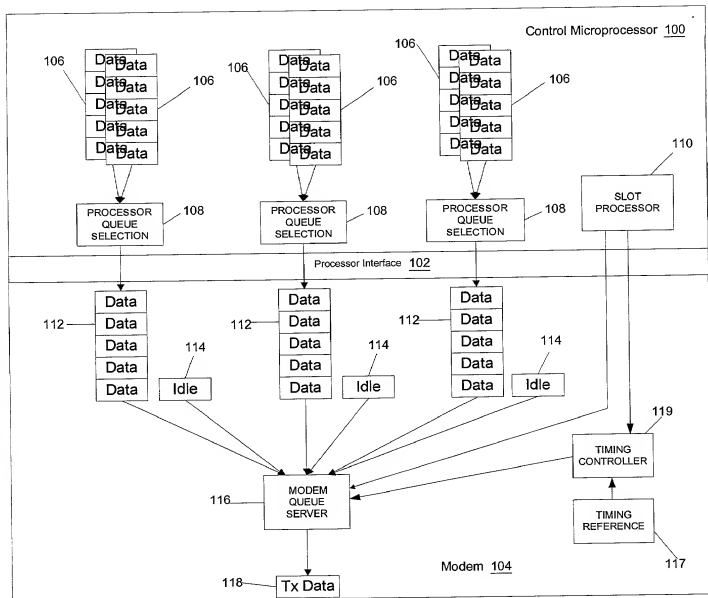 Control Microprocessor 100
106 Data Data 106
Data Data
Data Data
Data Data
Data Data
106 Data Data 106
Data Data
Data Data
Data Data
Data Data
106 Data Data 106
Data Data
Data Data
Data Data
Data Data
110
PROCESSOR
QUEUE
SELECTION
108
PROCESSOR
QUEUE
SELECTION
108
PROCESSOR
QUEUE
SELECTION
108
SLOT
PROCESSOR
Processor Interface 102
112
Data
Data
Data
Data
Data
114
Idle
112
Data
Data
Data
Data
Data
114
Idle
112
Data
Data
Data
Data
Data
114
Idle
119
TIMING
CONTROLLER
116
MODEM
QUEUE
SERVER
TIMING
REFERENCE
117
118
Tx Data
Modem 104